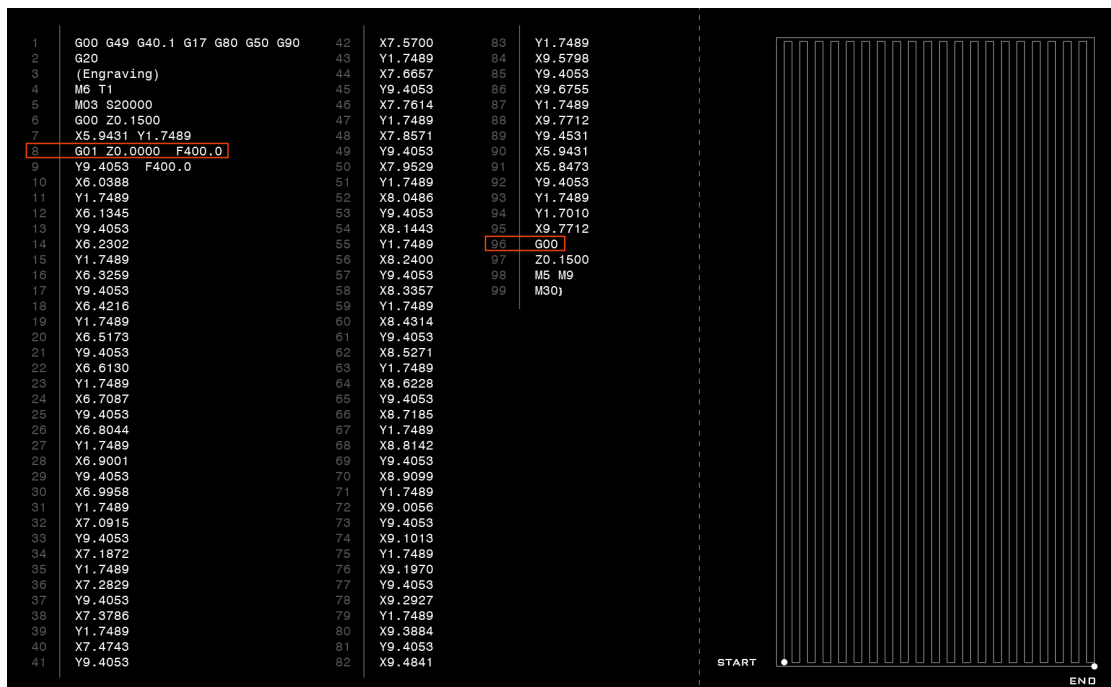 1 G00 G49 G40.1 G17 G80 G50 G90
2 G20
3 (Engraving)
4 M6 T1
5 M03 S20000
6 G00 Z0.1500
7 X5.9431 Y1.7489
8 G01 Z0.0000 F400.0
9 Y9.4053 F400.0
10 X6.0388
11 Y1.7489
12 X6.1345
13 Y9.4053
14 X6.2302
15 Y1.7489
16 X6.3259
17 Y9.4053
18 X6.4216
19 Y1.7489
20 X6.5173
21 Y9.4053
22 X6.6130
23 Y1.7489
24 X6.7087
25 Y9.4053
26 X6.8044
27 Y1.7489
28 X6.9001
29 Y9.4053
30 X6.9958
31 Y1.7489
32 X7.0915
33 Y9.4053
34 X7.1872
35 Y1.7489
36 X7.2829
37 Y9.4053
38 X7.3786
39 Y1.7489
40 X7.4743
41 Y9.4053
42 X7.5700
43 Y1.7489
44 X7.6657
45 Y9.4053
46 X7.7614
47 Y1.7489
48 X7.8571
49 Y9.4053
50 X7.9529
51 Y1.7489
52 X8.0486
53 Y9.4053
54 X8.1443
55 Y1.7489
56 X8.2400
57 Y9.4053
58 X8.3357
59 Y1.7489
60 X8.4314
61 Y9.4053
62 X8.5271
63 Y1.7489
64 X8.6228
65 Y9.4053
66 X8.7185
67 Y1.7489
68 X8.8142
69 Y9.4053
70 X8.9099
71 Y1.7489
72 X9.0056
73 Y9.4053
74 X9.1013
75 Y1.7489
76 X9.1970
77 Y9.4053
78 X9.2927
79 Y1.7489
80 X9.3884
81 Y9.4053
82 X9.4841
83 Y1.7489
84 X9.5798
85 Y9.4053
86 X9.6755
87 Y1.7489
88 X9.7712
89 Y9.4531
90 X5.9431
91 X5.8473
92 Y9.4053
93 Y1.7489
94 Y1.7010
95 X9.7712
96 G00
97 Z0.1500
98 M5 M9
99 M30}
START
END